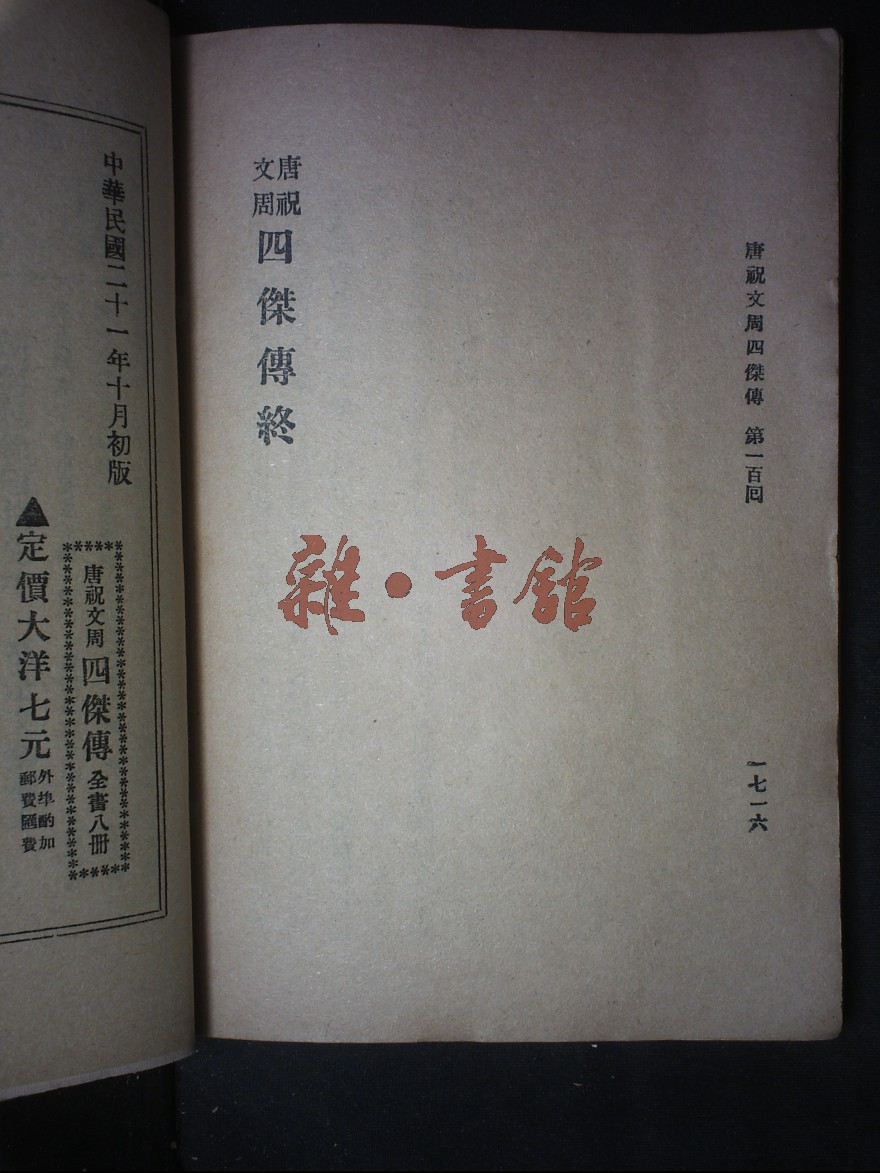 唐祝文周四傑傳 第一百回
一七一六
唐祝
文周
四傑傳終
雜·書館
中華民國二十一年十月初版
唐祝文周四傑傳全書八冊
▲定價大洋七元
外埠酌加
郵費匯費